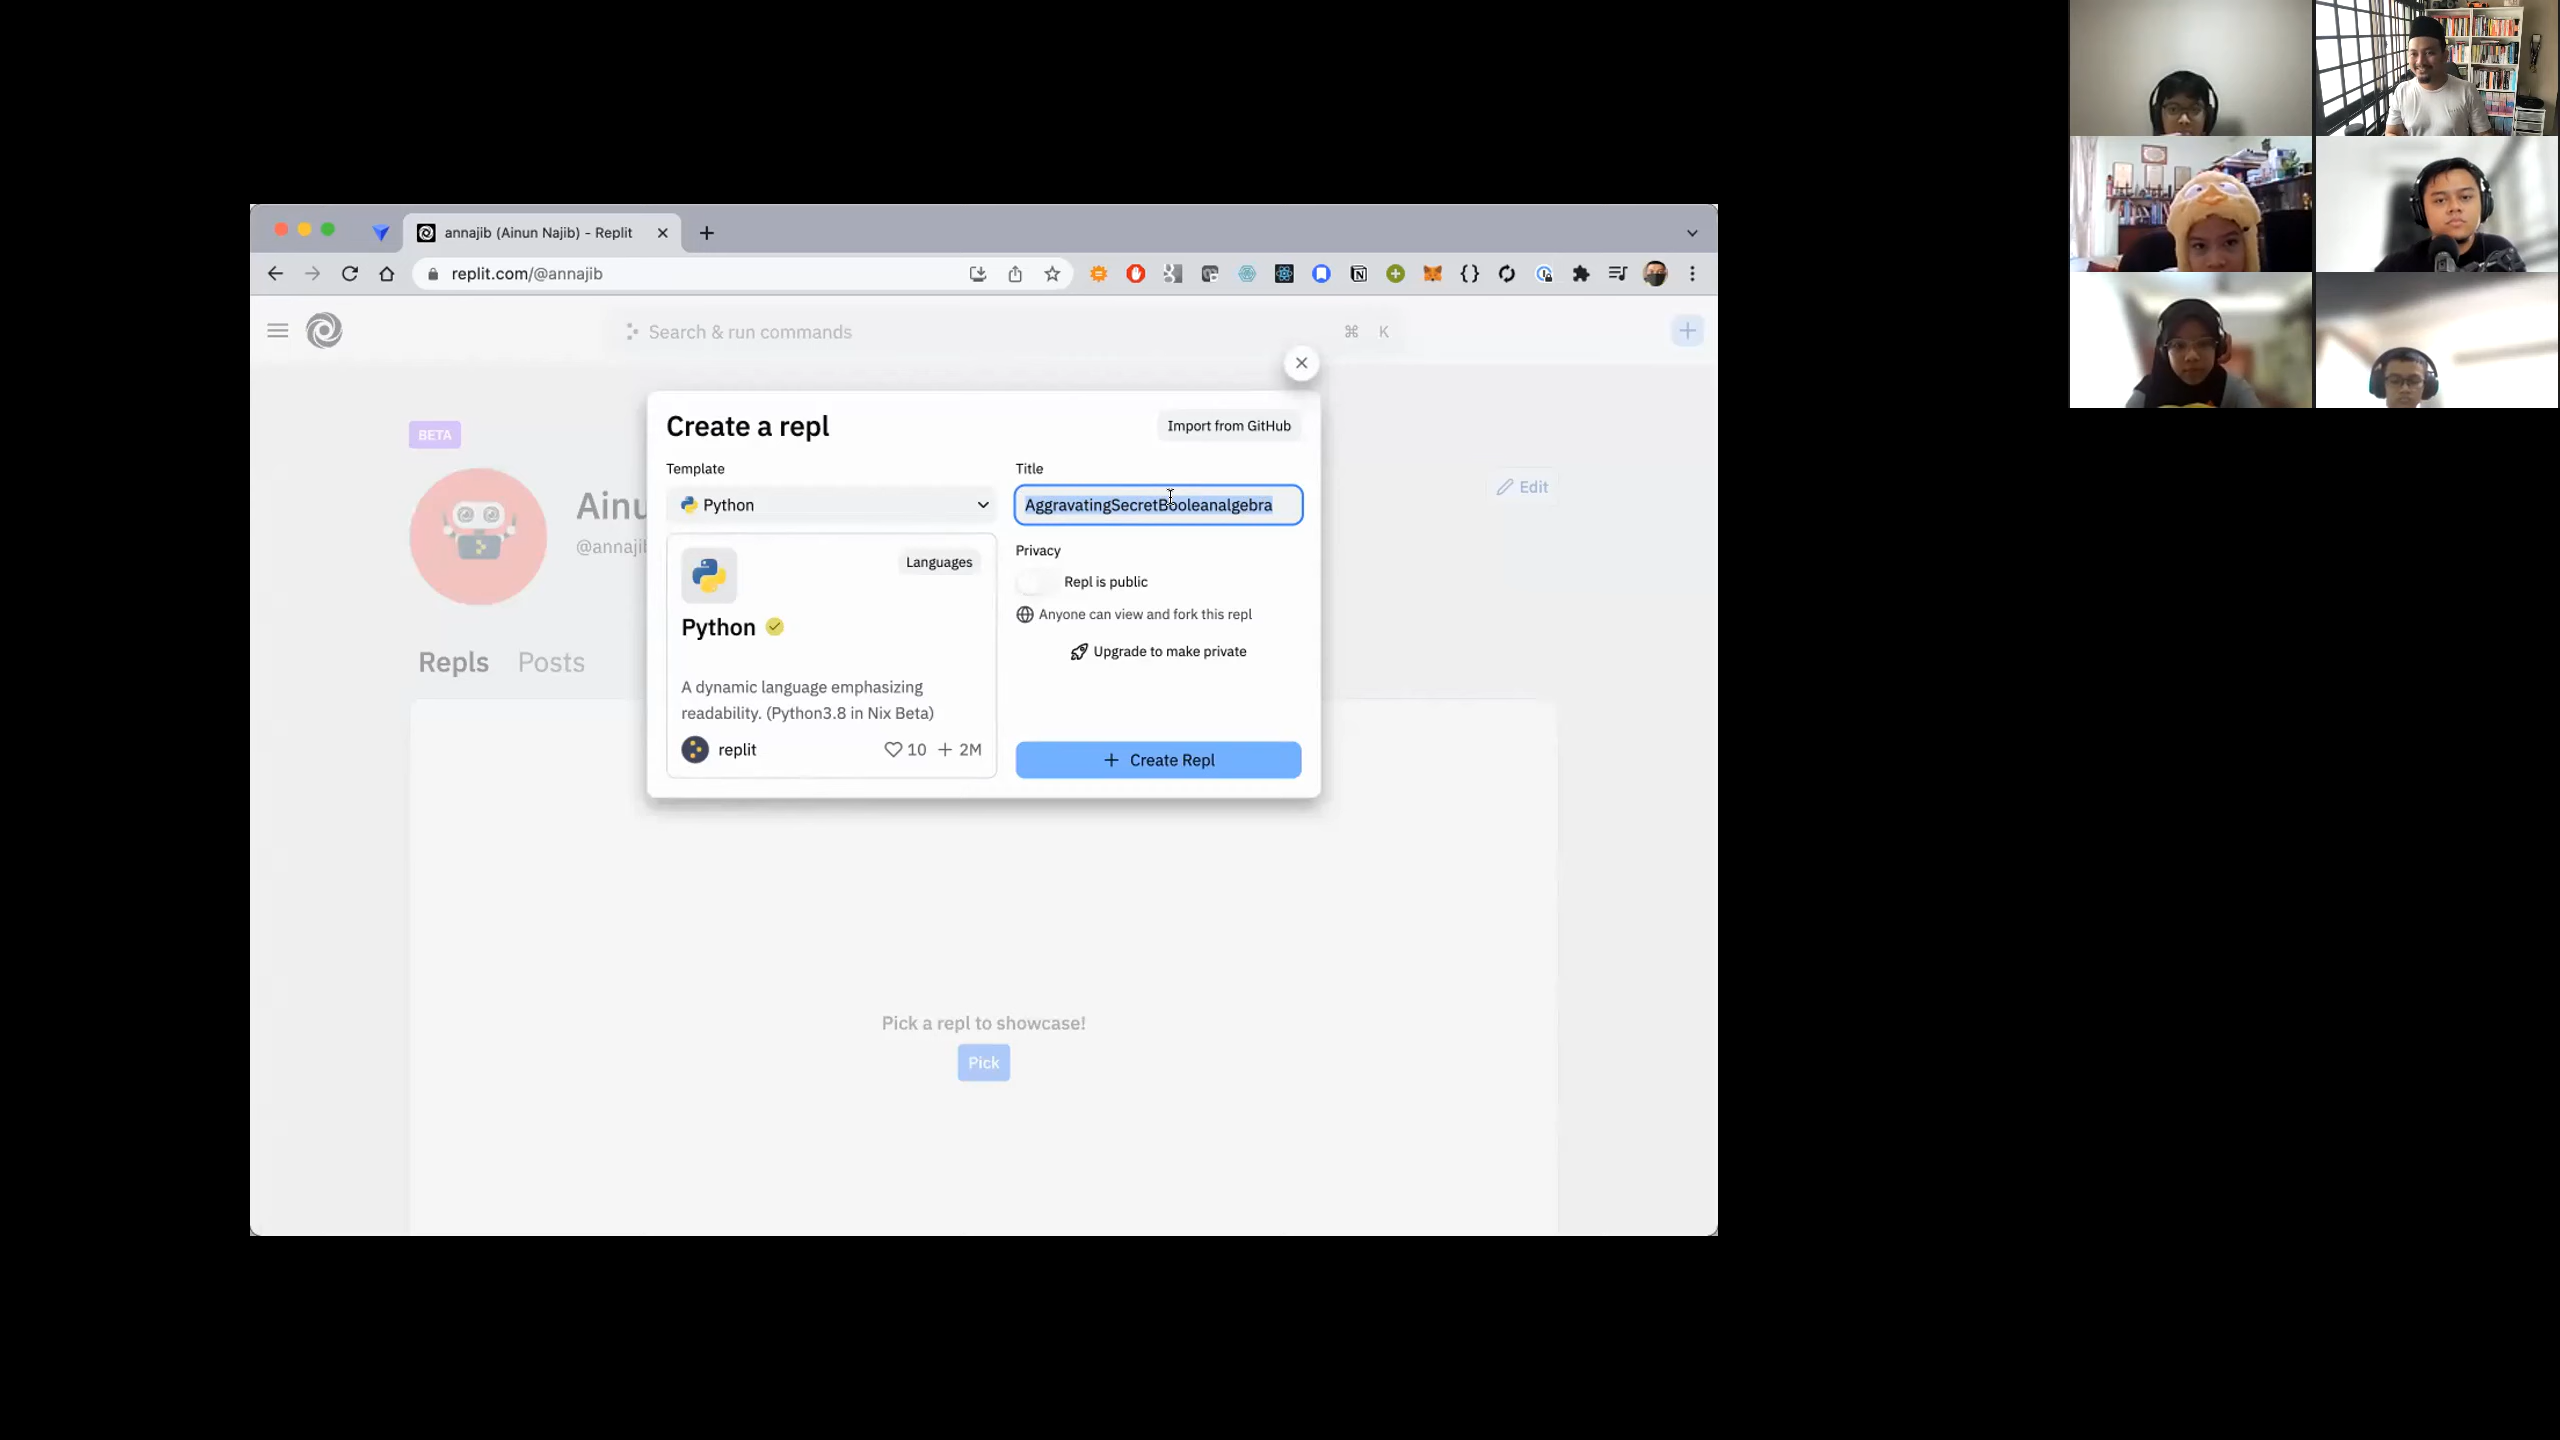 annajib (Ainun Najib) - Replit
replit.com/@annajib
Search & run commands
⌘ K
BETA
Create a repl
Import from GitHub
Template
Title
Python
AggravatingSecretBooleanalgebra
Ainu
Edit
@annajib
Languages
Privacy
Repl is public
Python
Anyone can view and fork this repl
Upgrade to make private
Repls Posts
A dynamic language emphasizing
readability. (Python3.8 in Nix Beta)
replit
10 + 2M
+ Create Repl
Pick a repl to showcase!
Pick